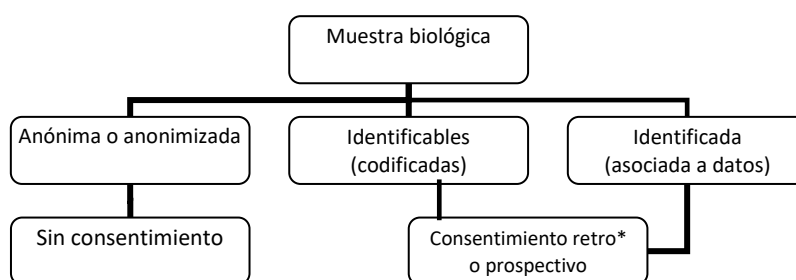 Muestra biológica
Anónima o anonimizada
Identificables
(codificadas)
Identificada
(asociada a datos)
Sin consentimiento
Consentimiento retro*
o prospectivo